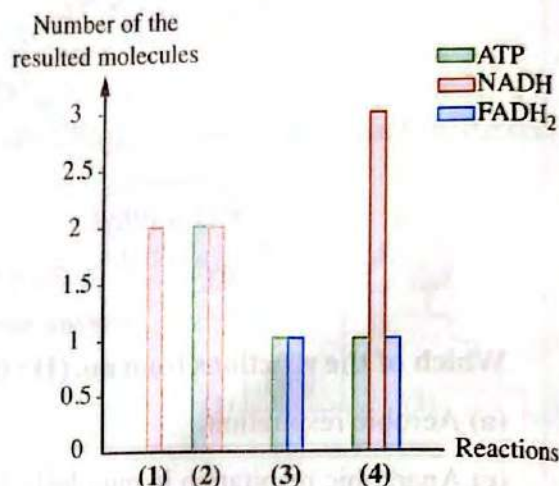 Number of the
resulted molecules
ATP
NADH
FADH₂
3
2.5
2
1.5
1
0.5
0
Reactions
(1) (2) (3) (4)